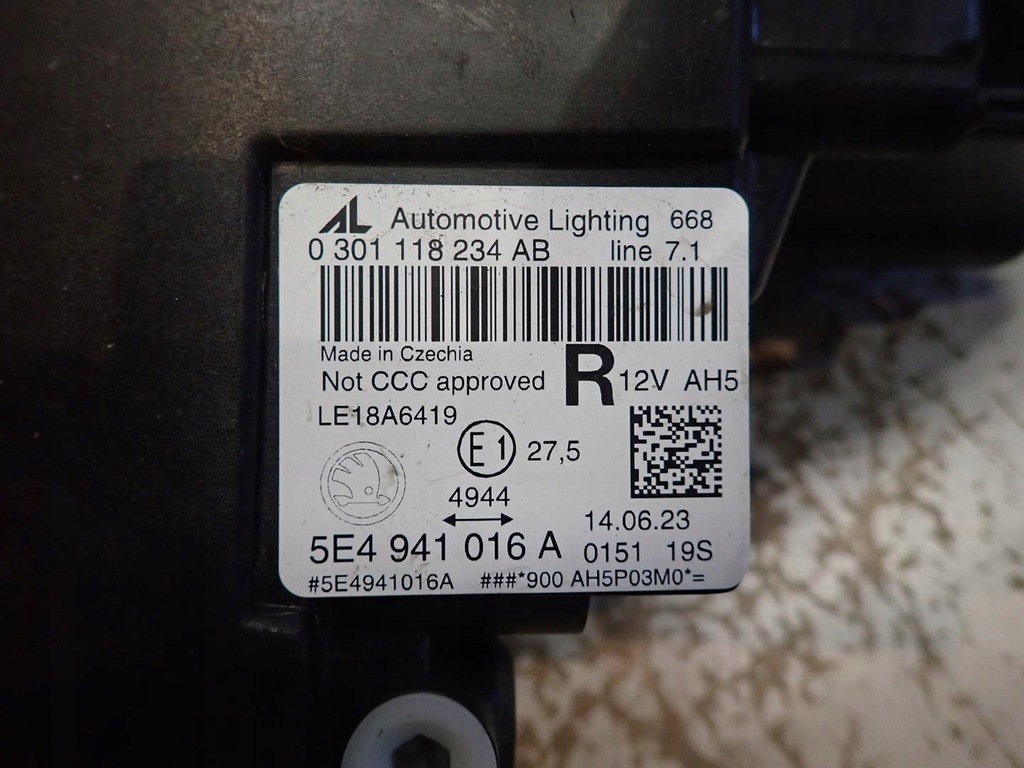 AL Automotive Lighting 668
0 301 118 234 AB line 7.1
Made in Czechia
Not CCC approved R 12V AH5
LE18A6419
E1 27,5
4944
14.06.23
5E4 941 016 A 0151 19S
#5E4941016A ###*900 AH5P03M0*=